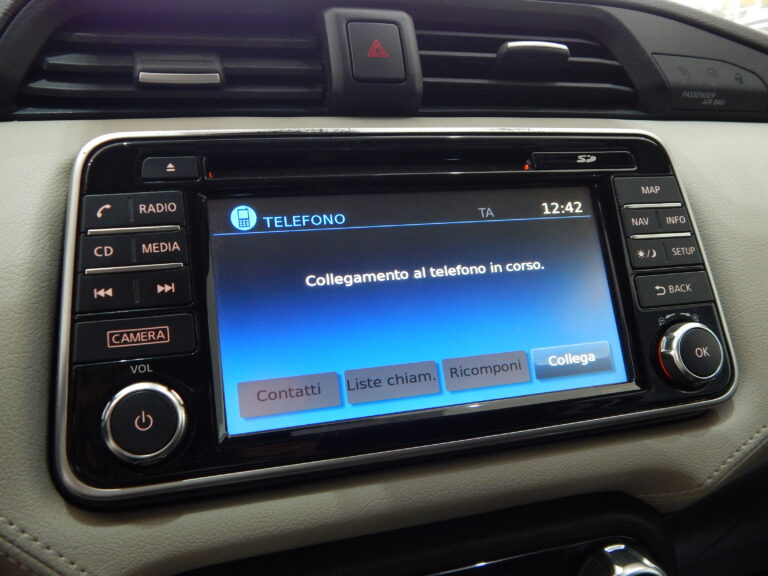 PASSENGER
AIR BAG
SD
RADIO
CD MEDIA
CAMERA
VOL
TELEFONO TA 12:42
Collegamento al telefono in corso.
Contatti Liste chiam. Ricomponi Collega
MAP
NAV INFO
SETUP
BACK
OK